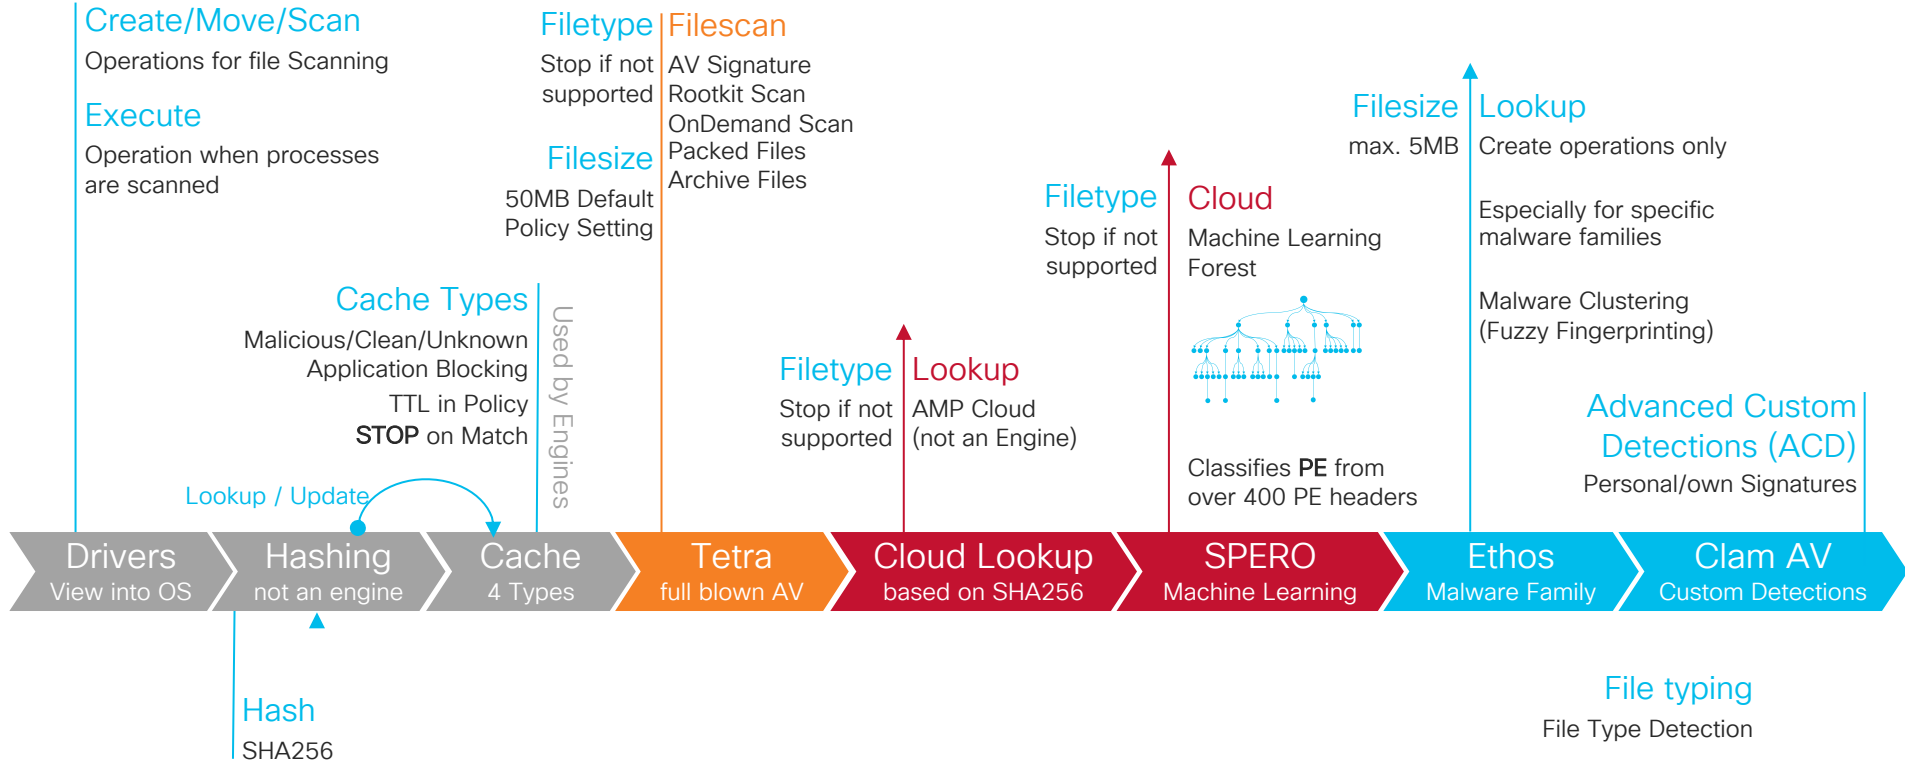 Create/Move/Scan
Operations for file Scanning
Execute
Operation when processes
are scanned
Filetype
Stop if not
supported
Filesize
50MB Default
Policy Setting
Filescan
AV Signature
Rootkit Scan
OnDemand Scan
Packed Files
Archive Files
Cache Types
Malicious/Clean/Unknown
Application Blocking
TTL in Policy
STOP on Match
Used by Engines
Lookup / Update
Filetype
Stop if not
supported
Lookup
AMP Cloud
(not an Engine)
Filetype
Stop if not
supported
Cloud
Machine Learning
Forest
Classifies PE from
over 400 PE headers
Filesize
max. 5MB
Lookup
Create operations only
Especially for specific
malware families
Malware Clustering
(Fuzzy Fingerprinting)
Advanced Custom
Detections (ACD)
Personal/own Signatures
Drivers
View into OS
Hashing
not an engine
Cache
4 Types
Tetra
full blown AV
Cloud Lookup
based on SHA256
SPERO
Machine Learning
Ethos
Malware Family
Clam AV
Custom Detections
Hash
SHA256
File typing
File Type Detection